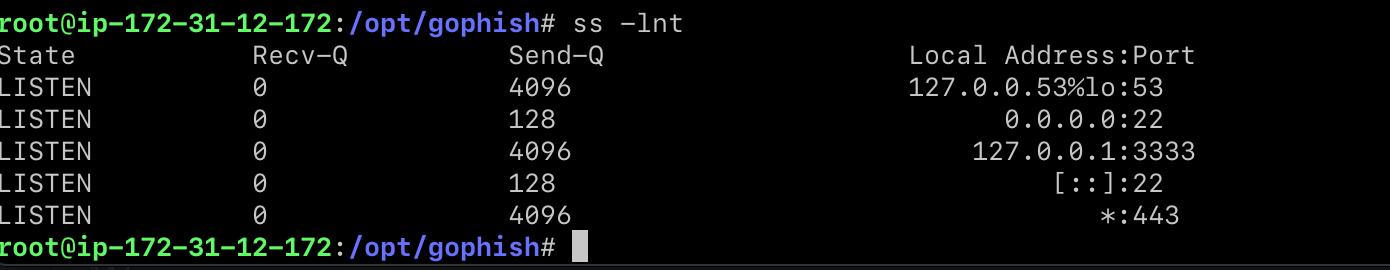 root@ip-172-31-12-172:/opt/gophish# ss -lnt
State Recv-Q Send-Q Local Address:Port
LISTEN 0 4096 127.0.0.53%lo:53
LISTEN 0 128 0.0.0.0:22
LISTEN 0 4096 127.0.0.1:3333
LISTEN 0 128 [::]:22
LISTEN 0 4096 *:443
root@ip-172-31-12-172:/opt/gophish#